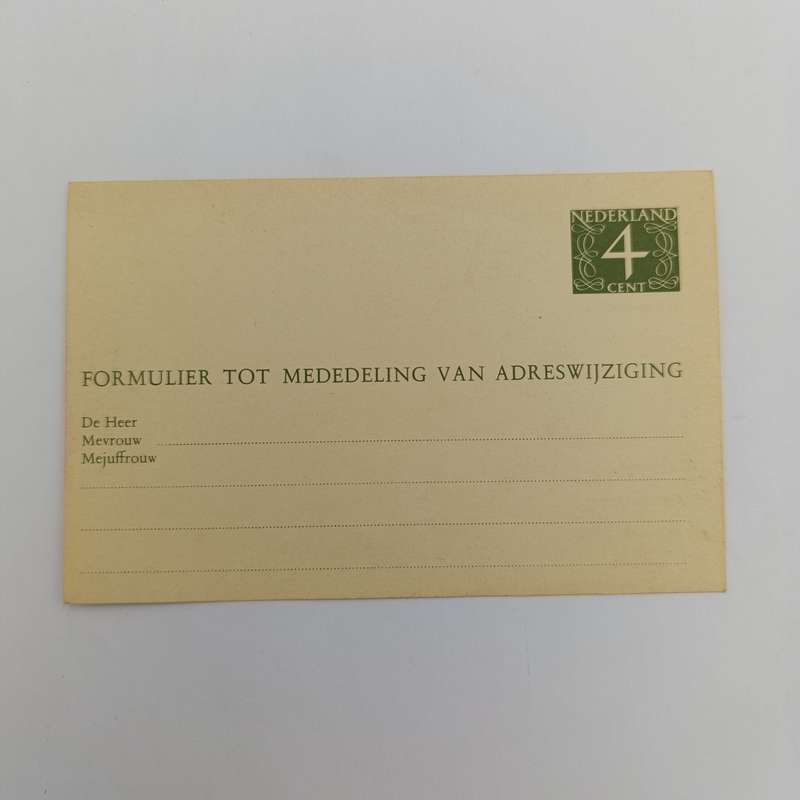 NEDERLAND
4
CENT
FORMULIER TOT MEDEDELING VAN ADRESWIJZIGING
De Heer
Mevrouw
Mejuffrouw